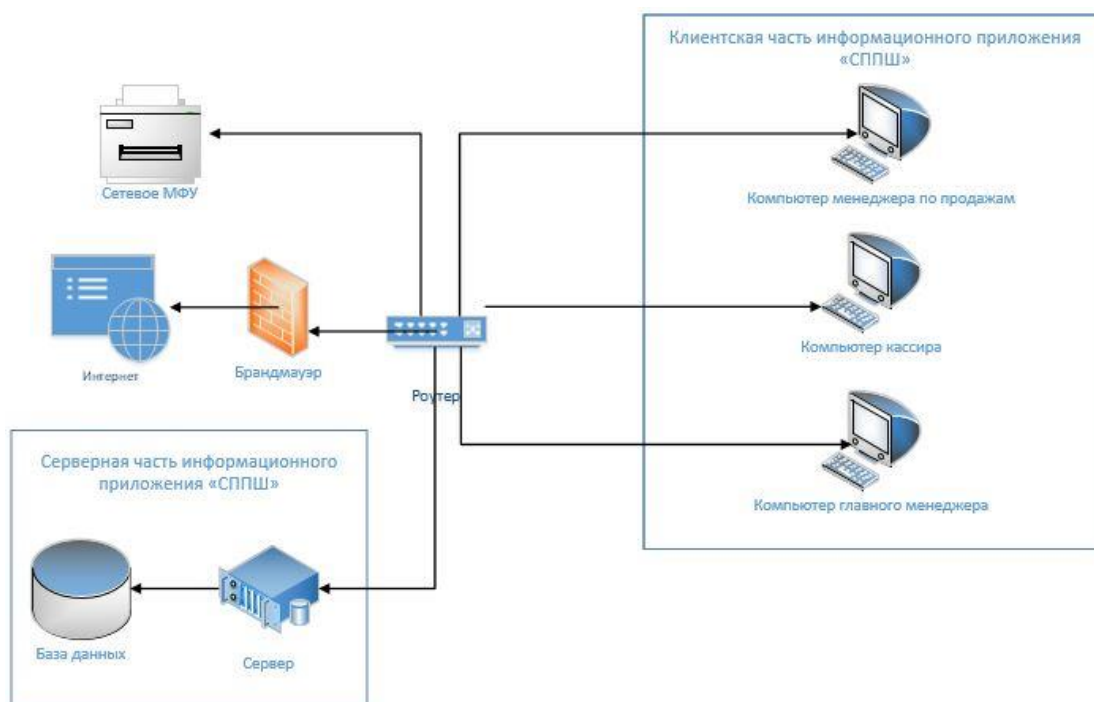 Клиентская часть информационного приложения
«СППШ»
Сетевое МФУ
Компьютер менеджера по продажам
Интернет
Брандмауэр
Роутер
Компьютер кассира
Серверная часть информационного
приложения «СППШ»
Компьютер главного менеджера
База данных
Сервер